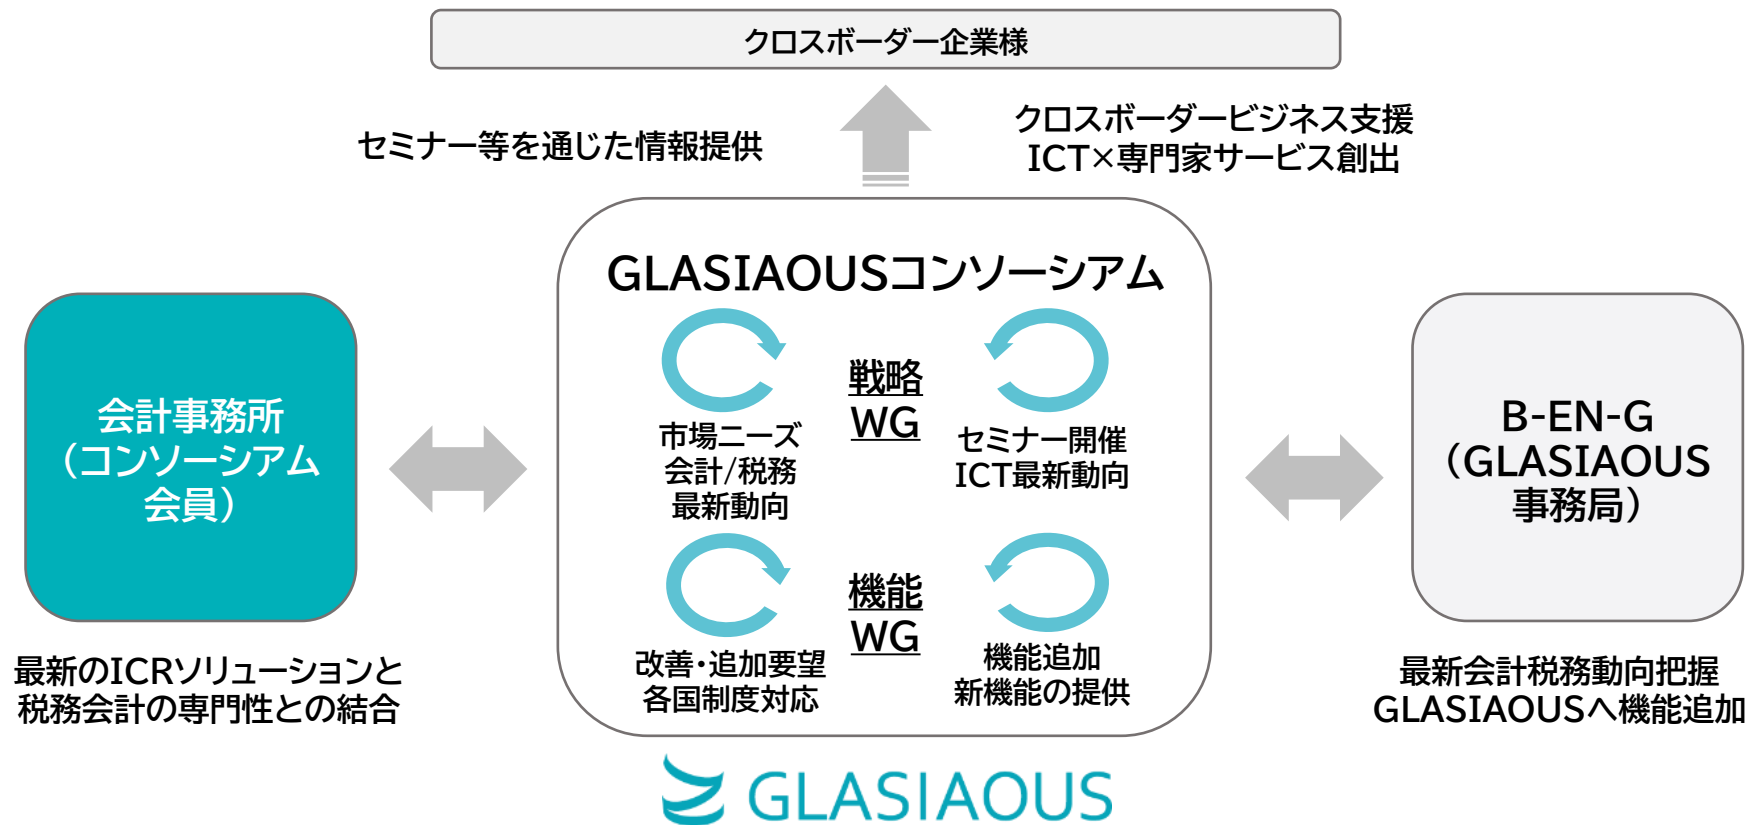 クロスボーダー企業様
セミナー等を通じた情報提供
クロスボーダービジネス支援
ICT×専門家サービス創出
GLASIAOUSコンソーシアム
会計事務所
（コンソーシアム
会員）
最新のICRソリューションと
税務会計の専門性との結合
戦略
WG
市場ニーズ
会計/税務
最新動向
セミナー開催
ICT最新動向
機能
WG
改善・追加要望
各国制度対応
機能追加
新機能の提供
B-EN-G
（GLASIAOUS
事務局）
最新会計税務動向把握
GLASIAOUSへ機能追加
GLASIAOUS